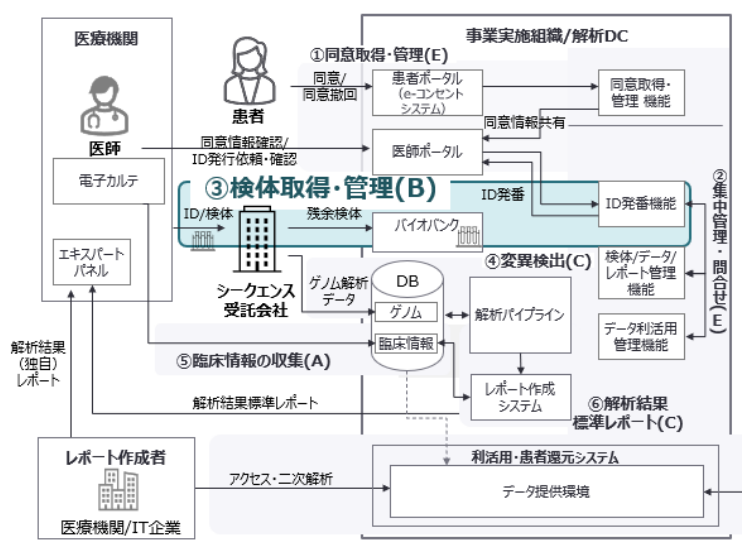 医療機関
事業実施組織/解析DC
①同意取得・管理(E)
同意/
同意撤回
患者
患者ポータル
(e-コンセント
システム)
同意取得・
管理 機能
同意情報共有
医師
同意情報確認/
ID発行依頼・確認
医師ポータル
電子カルテ
③検体取得・管理(B)
ID発番
ID発番機能
②集中管理・問合せ(E)
ID/検体
残余検体
バイオバンク
エキスパート
パネル
シークエンス
受託会社
ゲノム解析
データ
DB
ゲノム
臨床情報
④変異検出(C)
解析パイプライン
検体/データ/
レポート管理
機能
データ利活用
管理機能
解析結果
(独自)
レポート
⑤臨床情報の収集(A)
解析結果標準レポート
レポート作成
システム
⑥解析結果
標準レポート(C)
レポート作成者
医療機関/IT企業
アクセス・二次解析
利活用・患者還元システム
データ提供環境